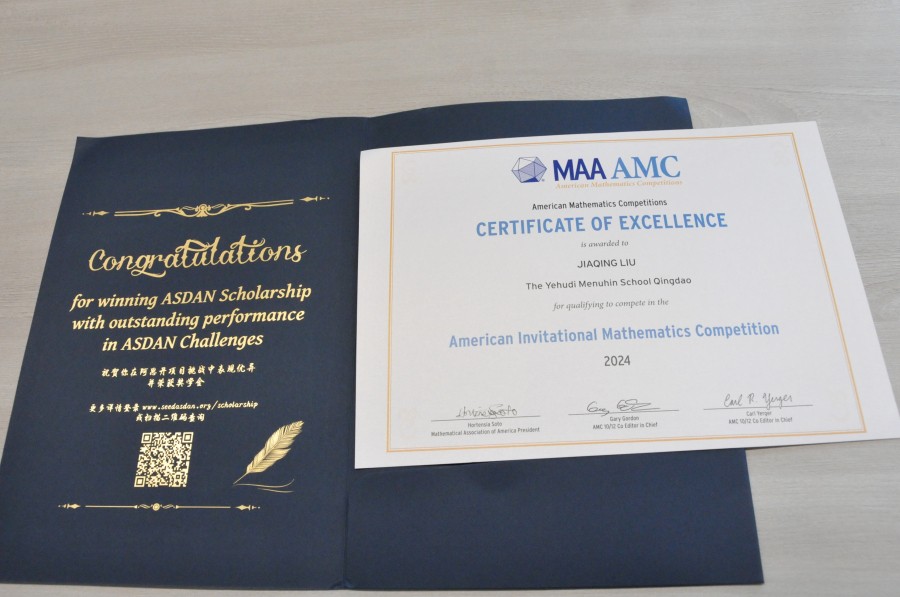 Congratulations
for winning ASDAN Scholarship
with outstanding performance
in ASDAN Challenges
祝贺你在阿思丹项目挑战中表现优异
并荣获奖学金
更多详情登录 www.seedasdan.org/scholarship
或扫描二维码查询
MAA AMC
American Mathematics Competitions
American Mathematics Competitions
CERTIFICATE OF EXCELLENCE
is awarded to
JIAQING LIU
The Yehudi Menuhin School Qingdao
for qualifying to compete in the
American Invitational Mathematics Competition
2024
Hortensia Soto
Mathematical Association of America President
Gary Gordon
AMC 10/12 Co Editor in Chief
Carl R. Yerger
Carl Yerger
AMC 10/12 Co Editor in Chief